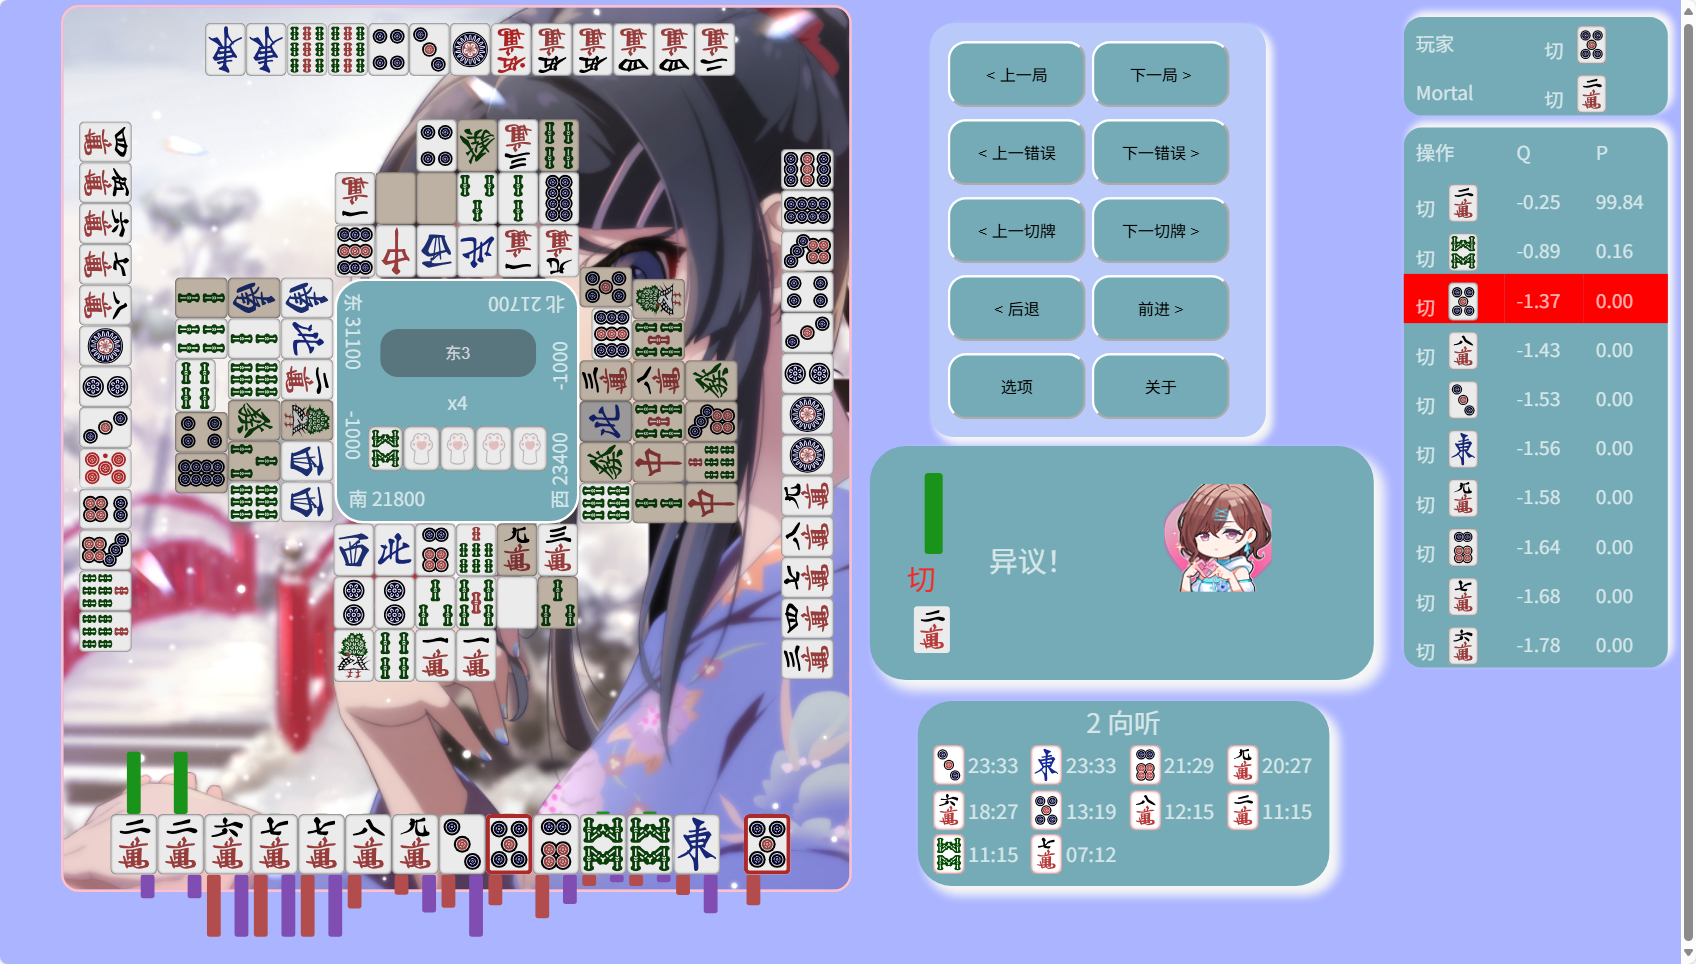 东 31100
北 21700
-1000
东3
x4
-1000
南 21800
西 23400
< 上一局
下一局 >
< 上一错误
下一错误 >
< 上一切牌
下一切牌 >
< 后退
前进 >
选项
关于
切
异议！
2 向听
23:33
23:33
21:29
20:27
18:27
13:19
12:15
11:15
11:15
07:12
玩家 切
Mortal 切
操作 Q P
切 -0.25 99.84
切 -0.89 0.16
切 -1.37 0.00
切 -1.43 0.00
切 -1.53 0.00
切 -1.56 0.00
切 -1.58 0.00
切 -1.64 0.00
切 -1.68 0.00
切 -1.78 0.00